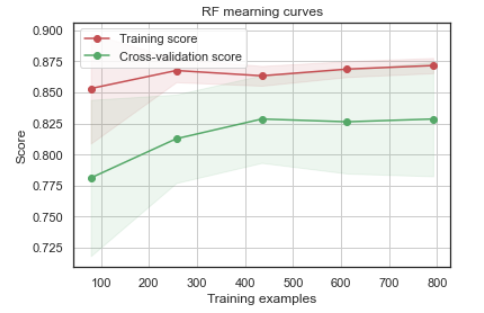 RF mearning curves
Training score
Cross-validation score
0.900
0.875
0.850
0.825
0.800
0.775
0.750
0.725
Score
100 200 300 400 500 600 700 800
Training examples